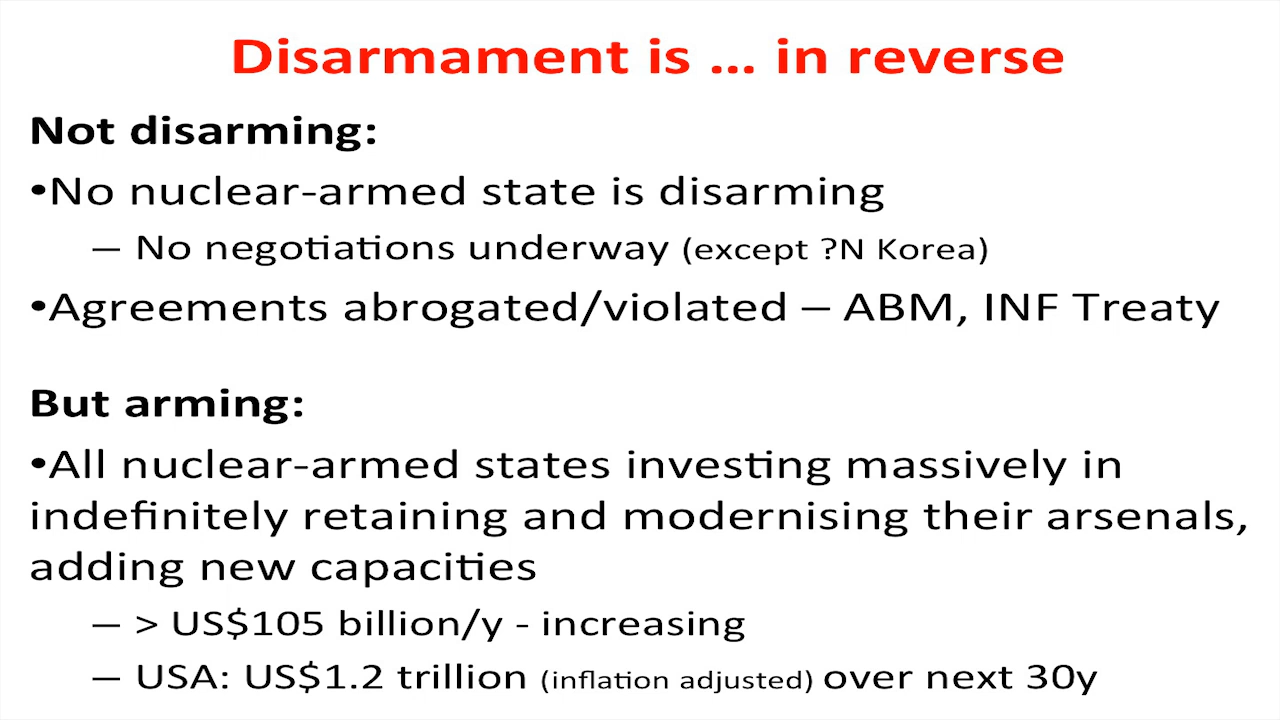 Disarmament is ... in reverse
Not disarming:
•No nuclear-armed state is disarming
– No negotiations underway (except ?N Korea)
•Agreements abrogated/violated – ABM, INF Treaty
But arming:
•All nuclear-armed states investing massively in
indefinitely retaining and modernising their arsenals,
adding new capacities
– > US$105 billion/y - increasing
– USA: US$1.2 trillion (inflation adjusted) over next 30y